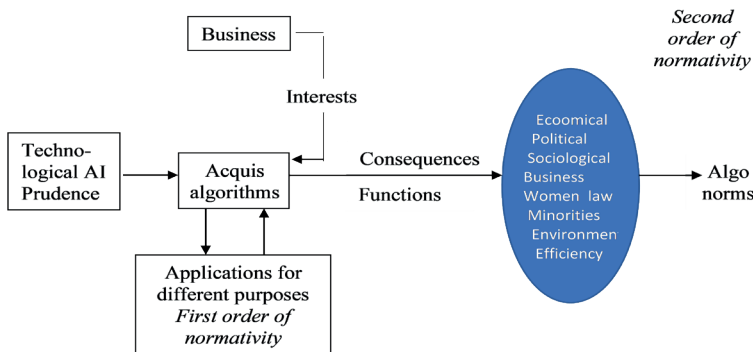 Business
Second
order of
normativity
Interests
Techno-
logical AI
Prudence
Acquis
algorithms
Consequences
Functions
Ecoomical
Political
Sociological
Business
Women law
Minorities
Environmen
Efficiency
Algo
norms
Applications for
different purposes
First order of
normativity